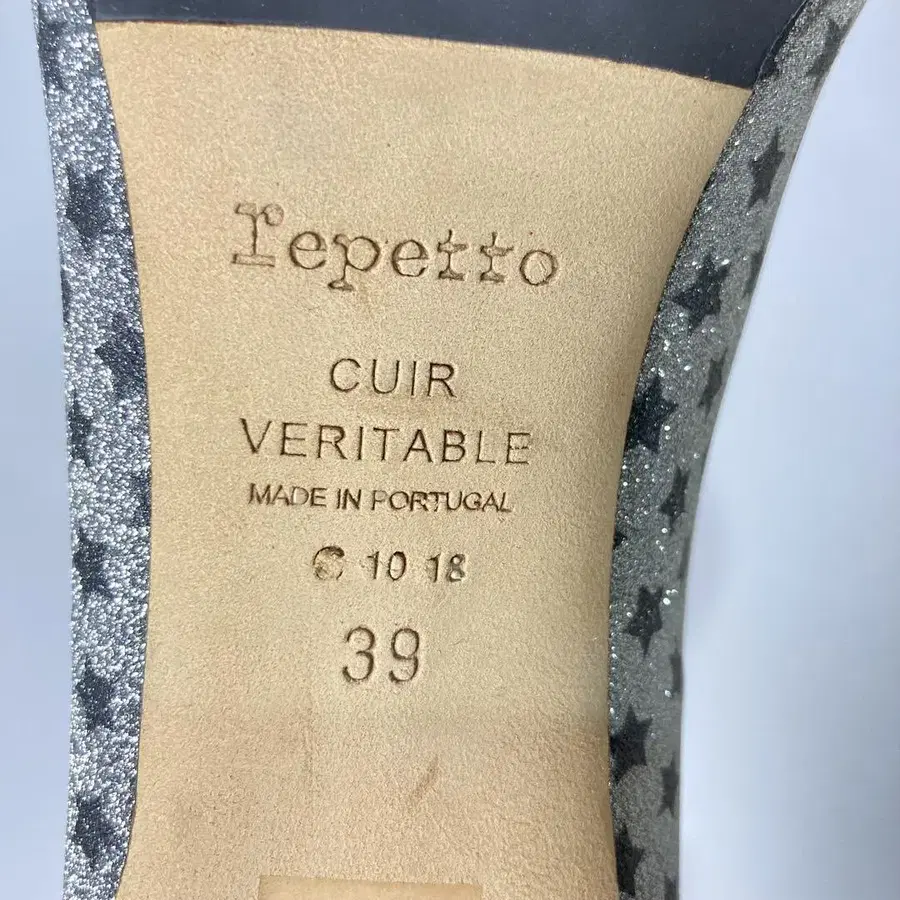 repetto
CUIR
VERITABLE
MADE IN PORTUGAL
C 10 18
39